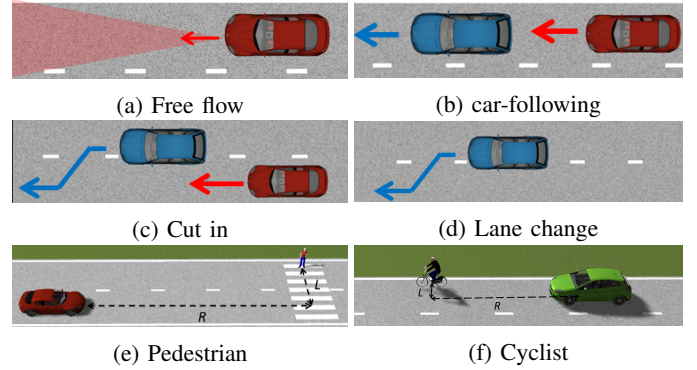 (a) Free flow
(b) car-following
(c) Cut in
(d) Lane change
L
R
L
R
(e) Pedestrian
(f) Cyclist